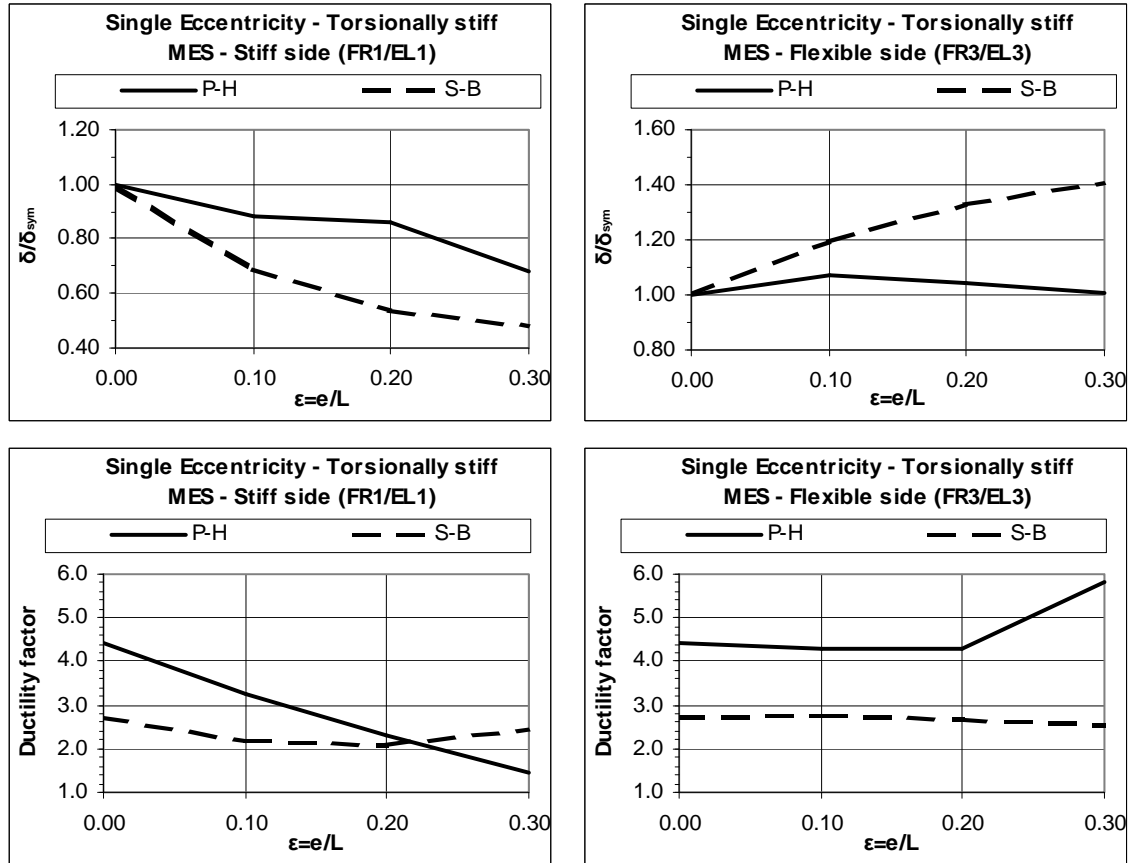 Single Eccentricity - Torsionally stiff
MES - Stiff side (FR1/EL1)
P-H S-B
1.20
1.00
0.80
0.60
0.40
δ/δsym
0.00 0.10 0.20 0.30
ε=e/L
Single Eccentricity - Torsionally stiff
MES - Flexible side (FR3/EL3)
P-H S-B
1.60
1.40
1.20
1.00
0.80
δ/δsym
0.00 0.10 0.20 0.30
ε=e/L
Single Eccentricity - Torsionally stiff
MES - Stiff side (FR1/EL1)
P-H S-B
6.0
5.0
4.0
3.0
2.0
1.0
Ductility factor
0.00 0.10 0.20 0.30
ε=e/L
Single Eccentricity - Torsionally stiff
MES - Flexible side (FR3/EL3)
P-H S-B
6.0
5.0
4.0
3.0
2.0
1.0
Ductility factor
0.00 0.10 0.20 0.30
ε=e/L